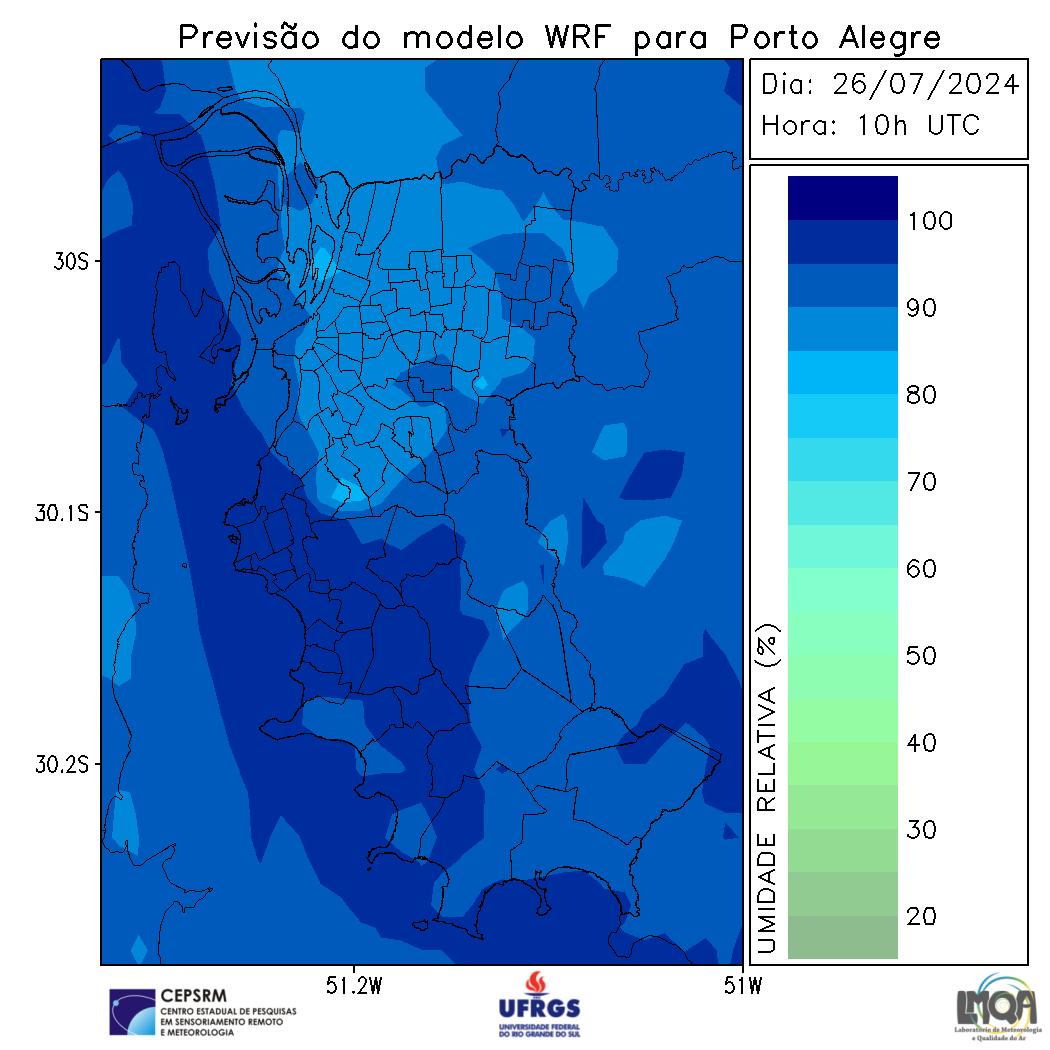 Previsão do modelo WRF para Porto Alegre
Dia: 26/07/2024
Hora: 10h UTC
30S
30.1S
30.2S
51.2W
51W
100
90
80
70
60
50
40
30
20
UMIDADE RELATIVA (%)
CEPSRM
CENTRO ESTADUAL DE PESQUISAS
EM SENSORIAMENTO REMOTO
E METEOROLOGIA
UFRGS
UNIVERSIDADE FEDERAL
DO RIO GRANDE DO SUL
LMQA
Laboratório de Meteorologia
e Qualidade do Ar